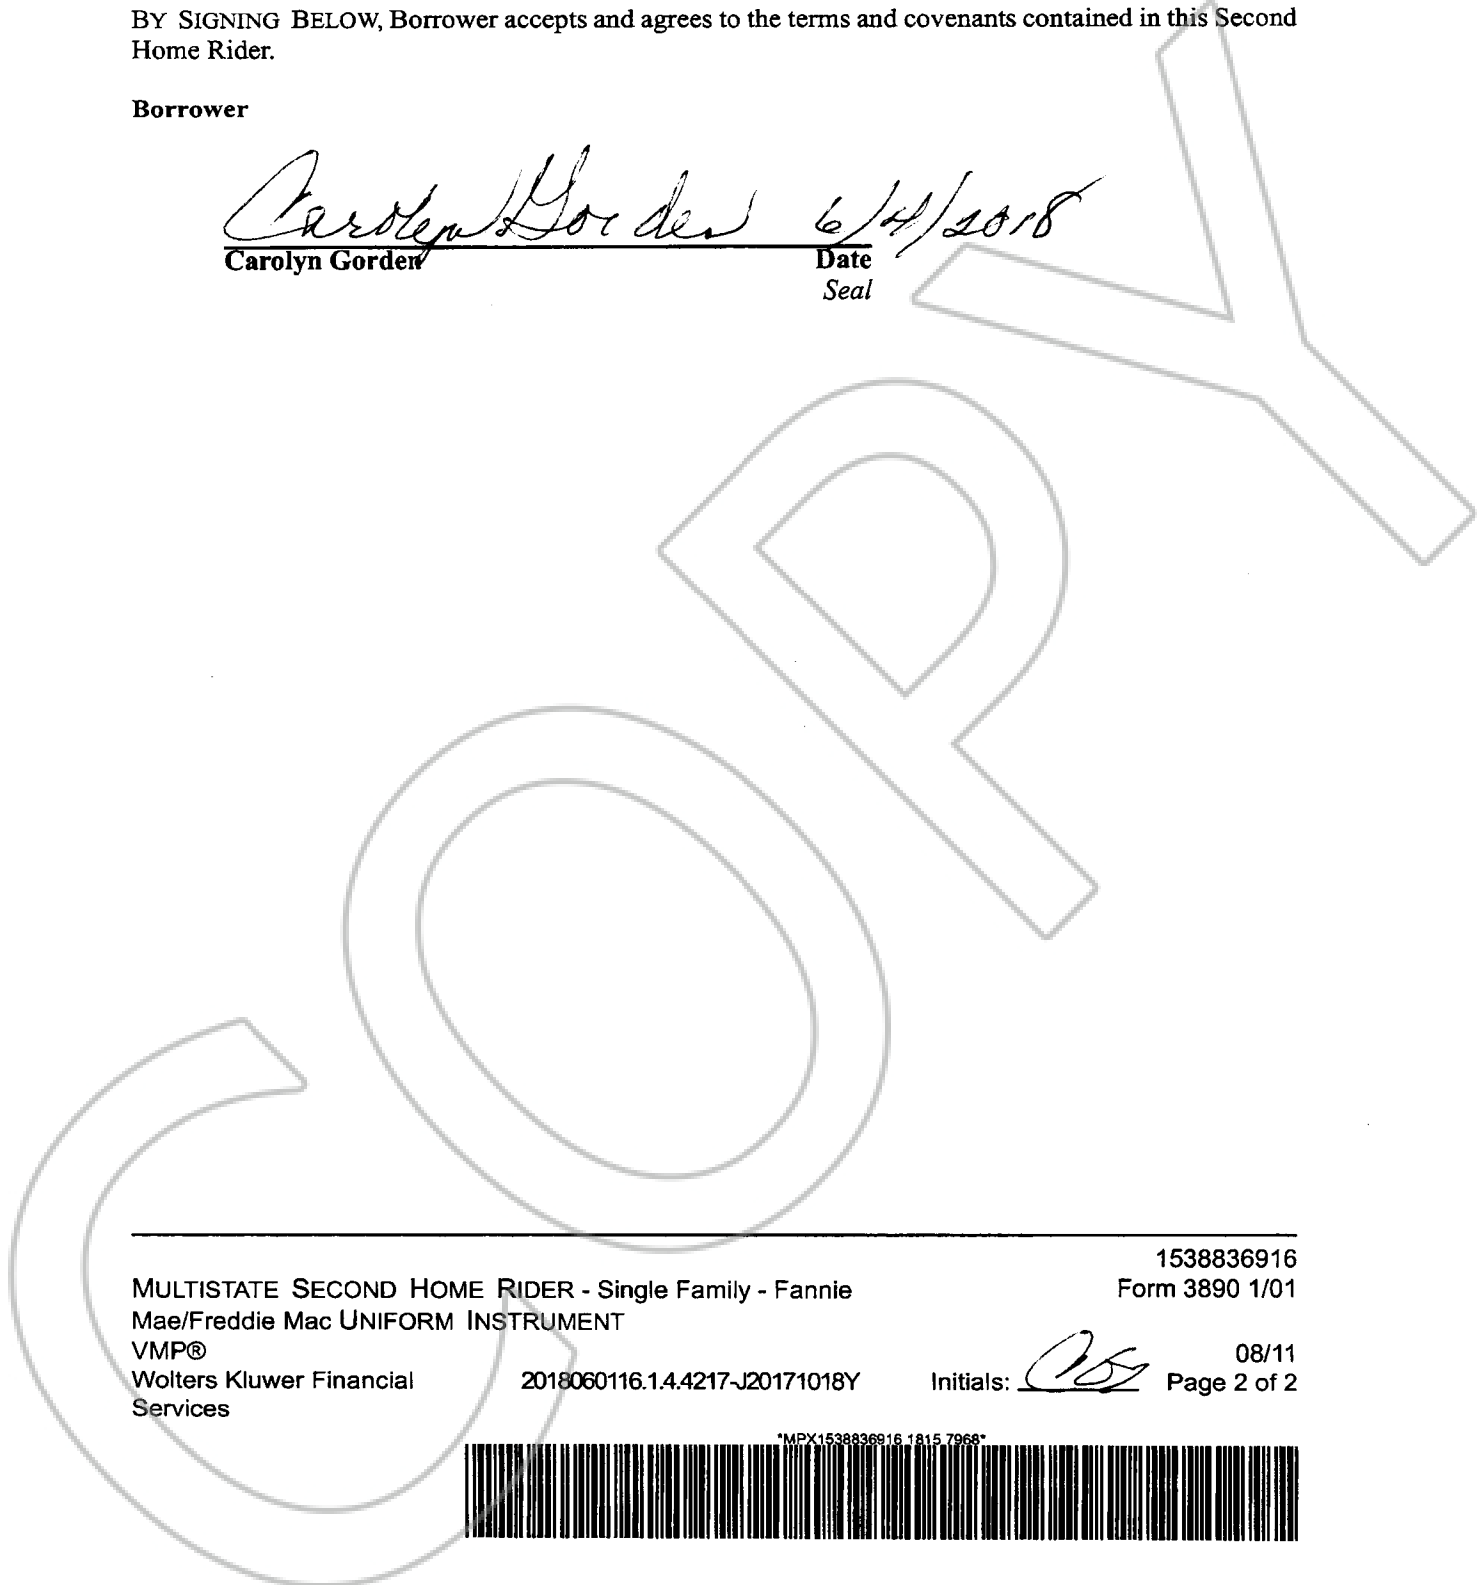 BY SIGNING BELOW, Borrower accepts and agrees to the terms and covenants contained in this Second
Home Rider.
Borrower
Carolyn Gorden 6/4/2018
Carolyn Gorden Date
Seal
COPY
1538836916
MULTISTATE SECOND HOME RIDER - Single Family - Fannie Form 3890 1/01
Mae/Freddie Mac UNIFORM INSTRUMENT
VMP® 08/11
Wolters Kluwer Financial 2018060116.1.4.4217-J20171018Y Initials: Page 2 of 2
Services
*MPX1538836916 1815 7968*